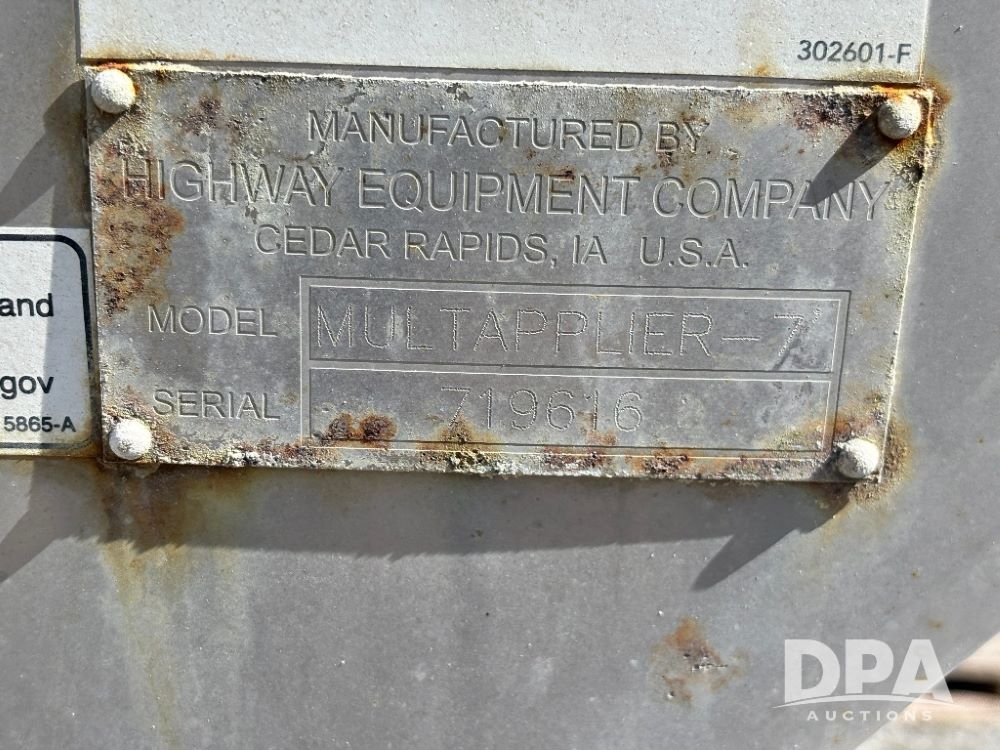 302601-F
MANUFACTURED BY
HIGHWAY EQUIPMENT COMPANY
CEDAR RAPIDS, IA U.S.A.
MODEL MULTAPPLIER-7'
SERIAL 719616
and
gov
5865-A
DPA
AUCTIONS